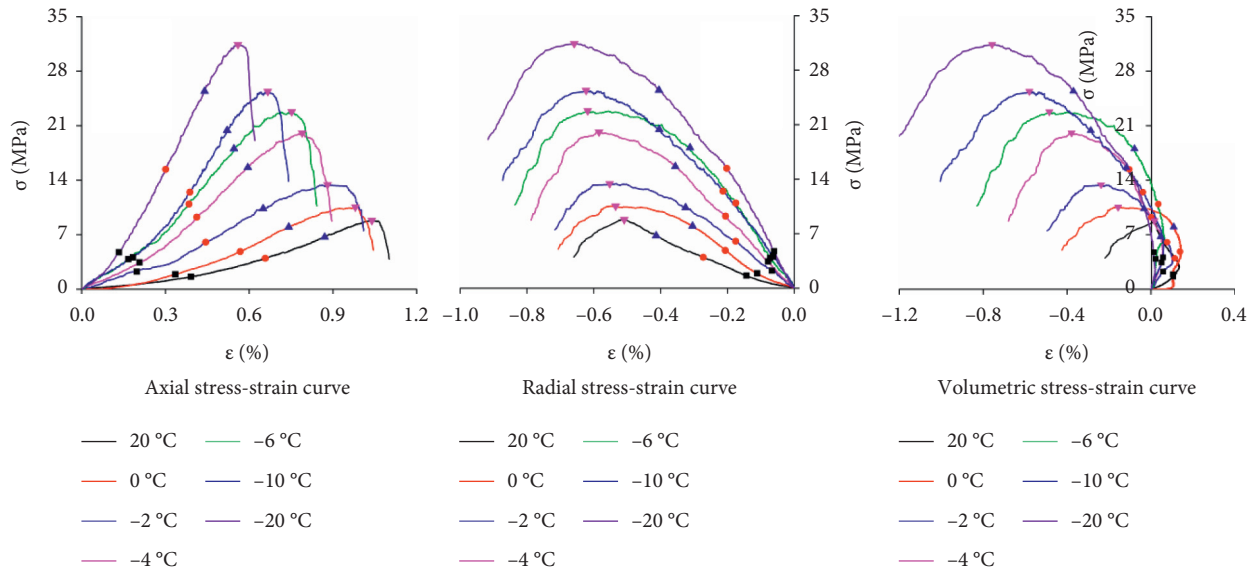 35
28
21
14
7
0
σ (MPa)
0.0 0.3 0.6 0.9 1.2
ε (%)
Axial stress-strain curve
20 °C –6 °C
0 °C –10 °C
–2 °C –20 °C
–4 °C
35
28
21
14
7
0
σ (MPa)
–1.0 –0.8 –0.6 –0.4 –0.2 0.0
ε (%)
Radial stress-strain curve
20 °C –6 °C
0 °C –10 °C
–2 °C –20 °C
–4 °C
35
28
21
14
7
0
σ (MPa)
–1.2 –0.8 –0.4 0.0 0.4
ε (%)
Volumetric stress-strain curve
20 °C –6 °C
0 °C –10 °C
–2 °C –20 °C
–4 °C